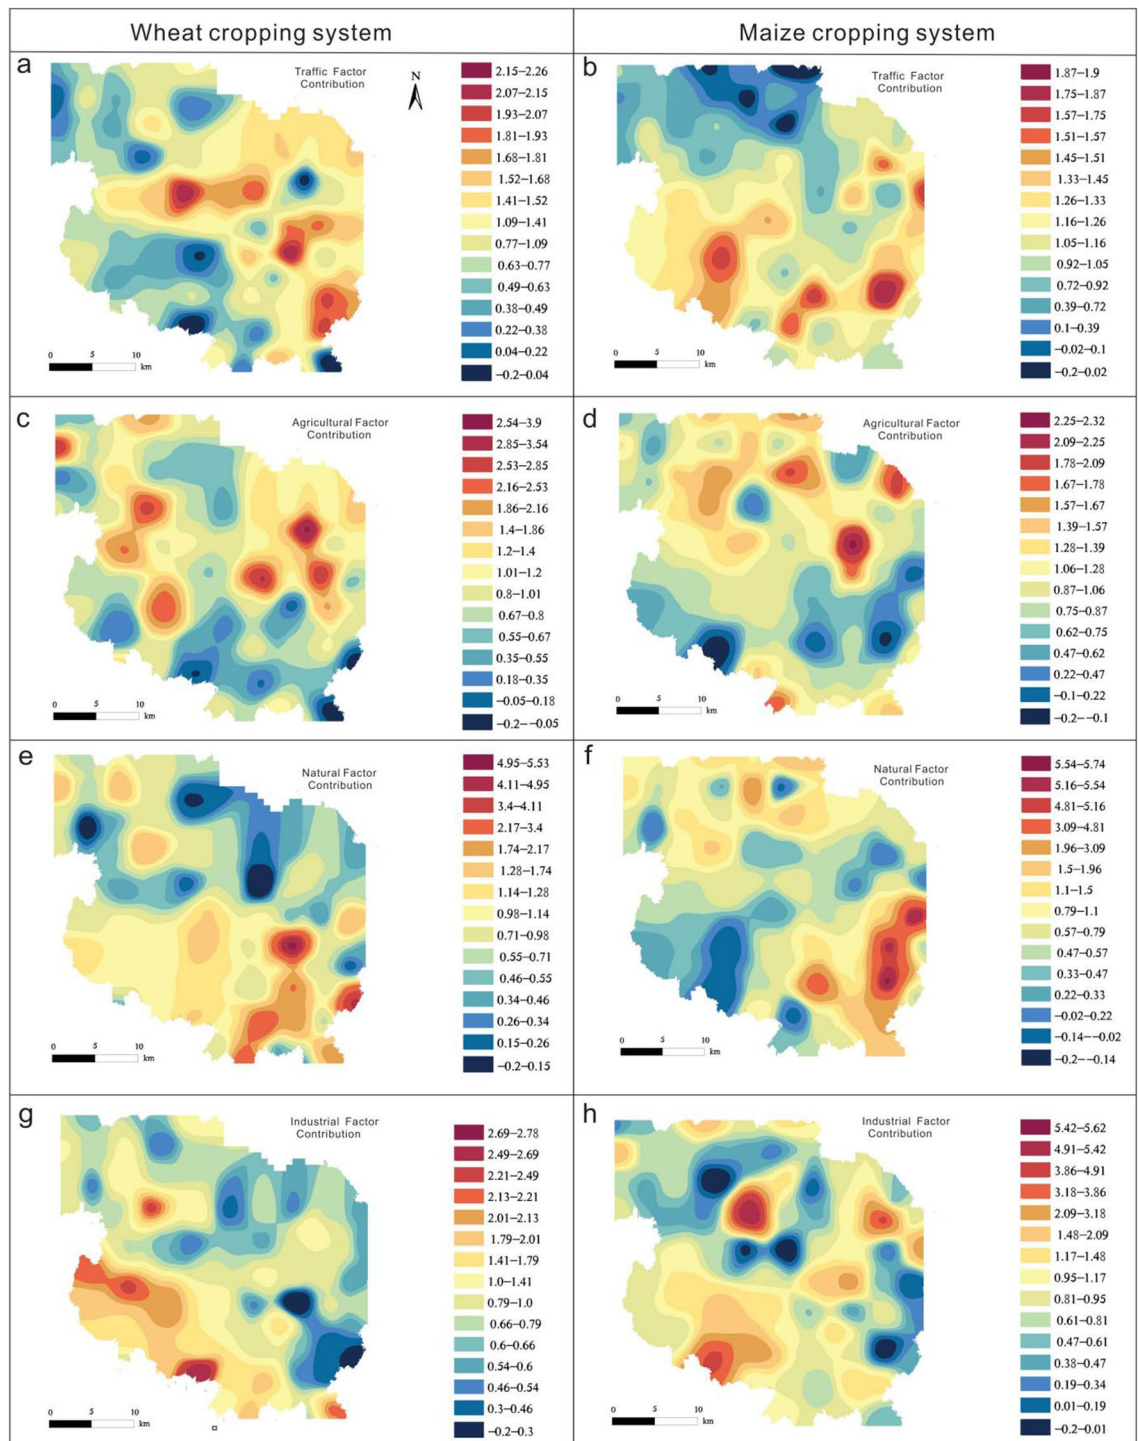 Wheat cropping system
Maize cropping system
a
Traffic Factor
Contribution
N
2.15–2.26
2.07–2.15
1.93–2.07
1.81–1.93
1.68–1.81
1.52–1.68
1.41–1.52
1.09–1.41
0.77–1.09
0.63–0.77
0.49–0.63
0.38–0.49
0.22–0.38
0.04–0.22
−0.2–0.04
0 5 10
km
b
Traffic Factor
Contribution
1.87–1.9
1.75–1.87
1.57–1.75
1.51–1.57
1.45–1.51
1.33–1.45
1.26–1.33
1.16–1.26
1.05–1.16
0.92–1.05
0.72–0.92
0.39–0.72
0.1–0.39
−0.02–0.1
−0.2–0.02
0 5 10
km
c
Agricultural Factor
Contribution
2.54–3.9
2.85–3.54
2.53–2.85
2.16–2.53
1.86–2.16
1.4–1.86
1.2–1.4
1.01–1.2
0.8–1.01
0.67–0.8
0.55–0.67
0.35–0.55
0.18–0.35
−0.05–0.18
−0.2–−0.05
0 5 10
km
d
Agricultural Factor
Contribution
2.25–2.32
2.09–2.25
1.78–2.09
1.67–1.78
1.57–1.67
1.39–1.57
1.28–1.39
1.06–1.28
0.87–1.06
0.75–0.87
0.62–0.75
0.47–0.62
0.22–0.47
−0.1–0.22
−0.2–−0.1
0 5 10
km
e
Natural Factor
Contribution
4.95–5.53
4.11–4.95
3.4–4.11
2.17–3.4
1.74–2.17
1.28–1.74
1.14–1.28
0.98–1.14
0.71–0.98
0.55–0.71
0.46–0.55
0.34–0.46
0.26–0.34
0.15–0.26
−0.2–0.15
0 5 10
km
f
Natural Factor
Contribution
5.54–5.74
5.16–5.54
4.81–5.16
3.09–4.81
1.96–3.09
1.5–1.96
1.1–1.5
0.79–1.1
0.57–0.79
0.47–0.57
0.33–0.47
0.22–0.33
−0.02–0.22
−0.14–−0.02
−0.2–−0.14
0 5 10
km
g
Industrial Factor
Contribution
2.69–2.78
2.49–2.69
2.21–2.49
2.13–2.21
2.01–2.13
1.79–2.01
1.41–1.79
1.0–1.41
0.79–1.0
0.66–0.79
0.6–0.66
0.54–0.6
0.46–0.54
0.3–0.46
−0.2–0.3
0 5 10
km
h
Industrial Factor
Contribution
5.42–5.62
4.91–5.42
3.86–4.91
3.18–3.86
2.09–3.18
1.48–2.09
1.17–1.48
0.95–1.17
0.81–0.95
0.61–0.81
0.47–0.61
0.38–0.47
0.19–0.34
0.01–0.19
−0.2–0.01
0 5 10
km